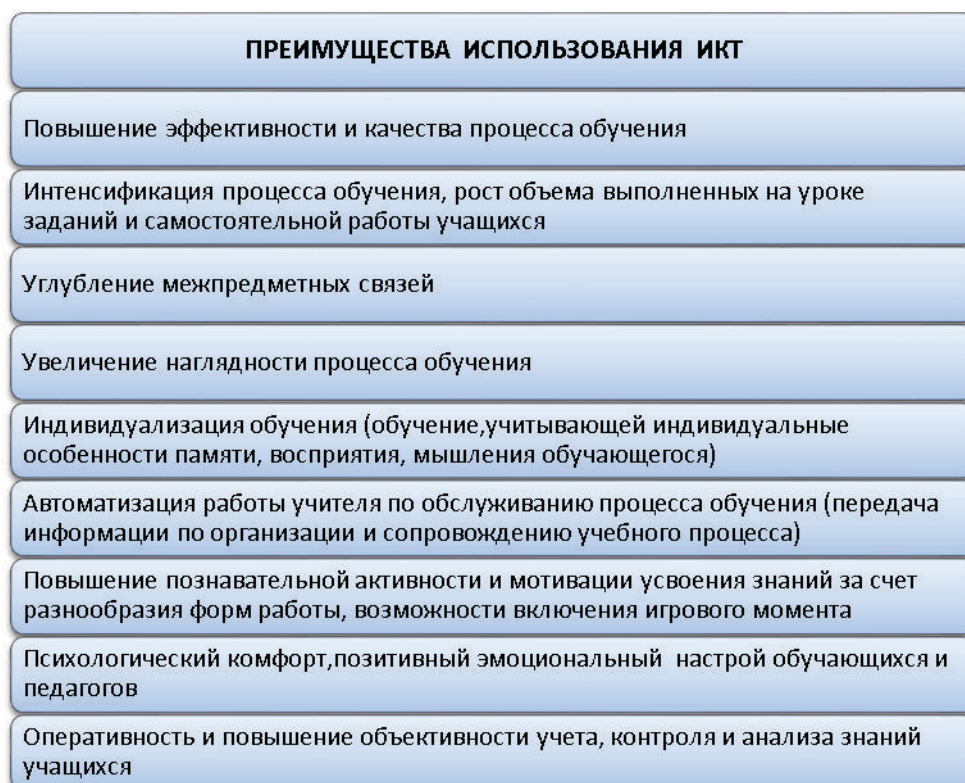 ПРЕИМУЩЕСТВА ИСПОЛЬЗОВАНИЯ ИКТ
Повышение эффективности и качества процесса обучения
Интенсификация процесса обучения, рост объема выполненных на уроке
заданий и самостоятельной работы учащихся
Углубление межпредметных связей
Увеличение наглядности процесса обучения
Индивидуализация обучения (обучение,учитывающей индивидуальные
особенности памяти, восприятия, мышления обучающегося)
Автоматизация работы учителя по обслуживанию процесса обучения (передача
информации по организации и сопровождению учебного процесса)
Повышение познавательной активности и мотивации усвоения знаний за счет
разнообразия форм работы, возможности включения игрового момента
Психологический комфорт,позитивный эмоциональный настрой обучающихся и
педагогов
Оперативность и повышение объективности учета, контроля и анализа знаний
учащихся